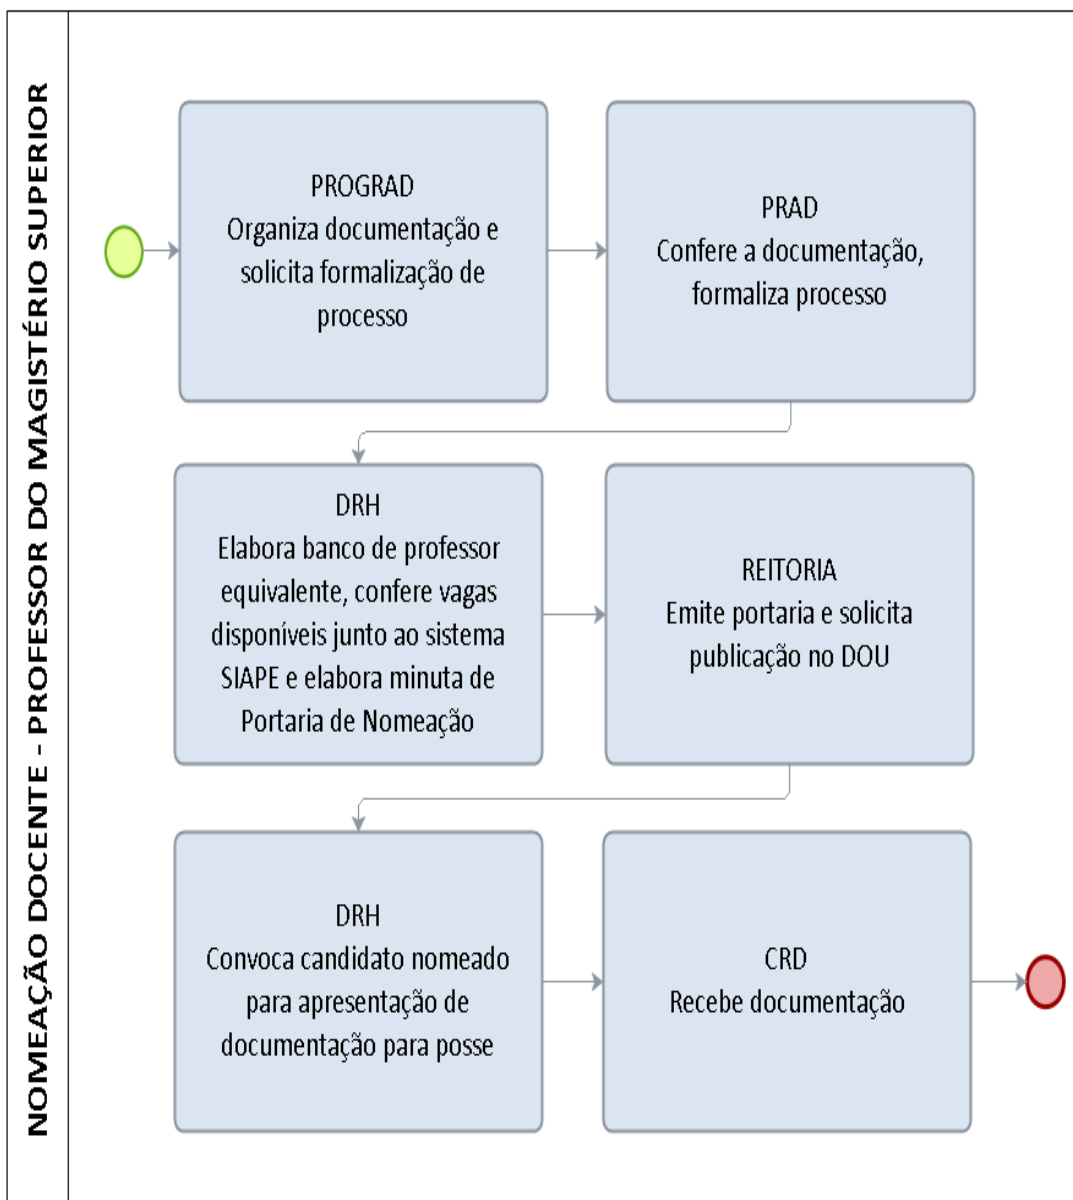 NOMEAÇÃO DOCENTE - PROFESSOR DO MAGISTÉRIO SUPERIOR
PROGRAD
Organiza documentação e
solicita formalização de
processo
PRAD
Confere a documentação,
formaliza processo
DRH
Elabora banco de professor
equivalente, confere vagas
disponíveis junto ao sistema
SIAPE e elabora minuta de
Portaria de Nomeação
REITORIA
Emite portaria e solicita
publicação no DOU
DRH
Convoca candidato nomeado
para apresentação de
documentação para posse
CRD
Recebe documentação